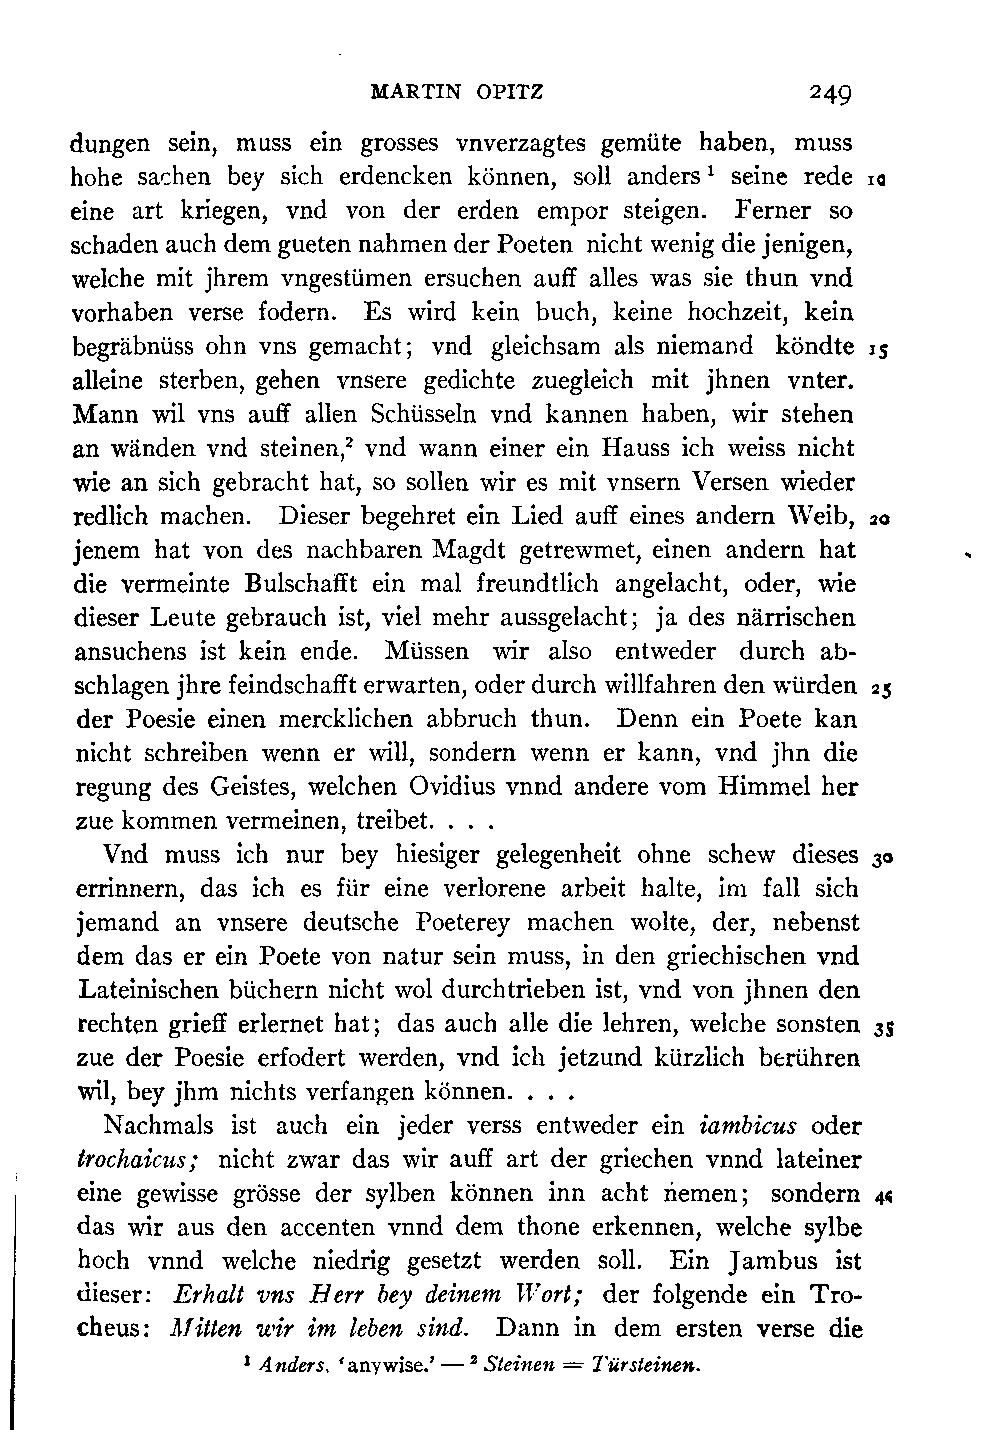 MARTIN OPITZ 249
dungen sein, muss ein grosses vnverzagtes gemüte haben, muss
hohe sachen bey sich erdencken können, soll anders¹ seine rede 10
eine art kriegen, vnd von der erden empor steigen. Ferner so
schaden auch dem gueten nahmen der Poeten nicht wenig die jenigen,
welche mit jhrem vngestümen ersuchen auff alles was sie thun vnd
vorhaben verse fodern. Es wird kein buch, keine hochzeit, kein
begräbnüss ohn vns gemacht; vnd gleichsam als niemand köndte 15
alleine sterben, gehen vnsere gedichte zuegleich mit jhnen vnter.
Mann wil vns auff allen Schüsseln vnd kannen haben, wir stehen
an wänden vnd steinen,² vnd wann einer ein Hauss ich weiss nicht
wie an sich gebracht hat, so sollen wir es mit vnsern Versen wieder
redlich machen. Dieser begehret ein Lied auff eines andern Weib, 20
jenem hat von des nachbaren Magdt getrewmet, einen andern hat
die vermeinte Bulschafft ein mal freundtlich angelacht, oder, wie
dieser Leute gebrauch ist, viel mehr aussgelacht; ja des närrischen
ansuchens ist kein ende. Müssen wir also entweder durch ab-
schlagen jhre feindschafft erwarten, oder durch willfahren den würden 25
der Poesie einen mercklichen abbruch thun. Denn ein Poete kan
nicht schreiben wenn er will, sondern wenn er kann, vnd jhn die
regung des Geistes, welchen Ovidius vnnd andere vom Himmel her
zue kommen vermeinen, treibet. . . .
Vnd muss ich nur bey hiesiger gelegenheit ohne schew dieses 30
errinnern, das ich es für eine verlorene arbeit halte, im fall sich
jemand an vnsere deutsche Poeterey machen wolte, der, nebenst
dem das er ein Poete von natur sein muss, in den griechischen vnd
Lateinischen büchern nicht wol durchtrieben ist, vnd von jhnen den
rechten grieff erlernet hat; das auch alle die lehren, welche sonsten 35
zue der Poesie erfodert werden, vnd ich jetzund kürzlich berühren
wil, bey jhm nichts verfangen können. . . .
Nachmals ist auch ein jeder verss entweder ein iambicus oder
trochaicus; nicht zwar das wir auff art der griechen vnnd lateiner
eine gewisse grösse der sylben können inn acht nemen; sondern 40
das wir aus den accenten vnnd dem thone erkennen, welche sylbe
hoch vnnd welche niedrig gesetzt werden soll. Ein Jambus ist
dieser: Erhalt vns Herr bey deinem Wort; der folgende ein Tro-
cheus: Mitten wir im leben sind. Dann in dem ersten verse die
¹ Anders, ‘anywise.’ — ² Steinen = Türsteinen.